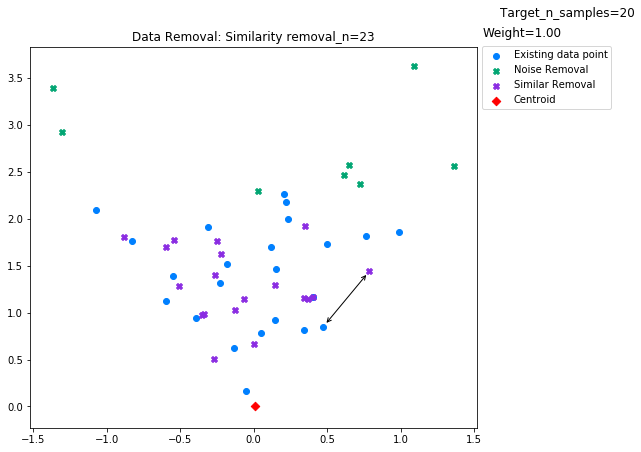 Target_n_samples=20
Weight=1.00
Data Removal: Similarity removal_n=23
Existing data point
Noise Removal
Similar Removal
Centroid
3.5
3.0
2.5
2.0
1.5
1.0
0.5
0.0
−1.5 −1.0 −0.5 0.0 0.5 1.0 1.5